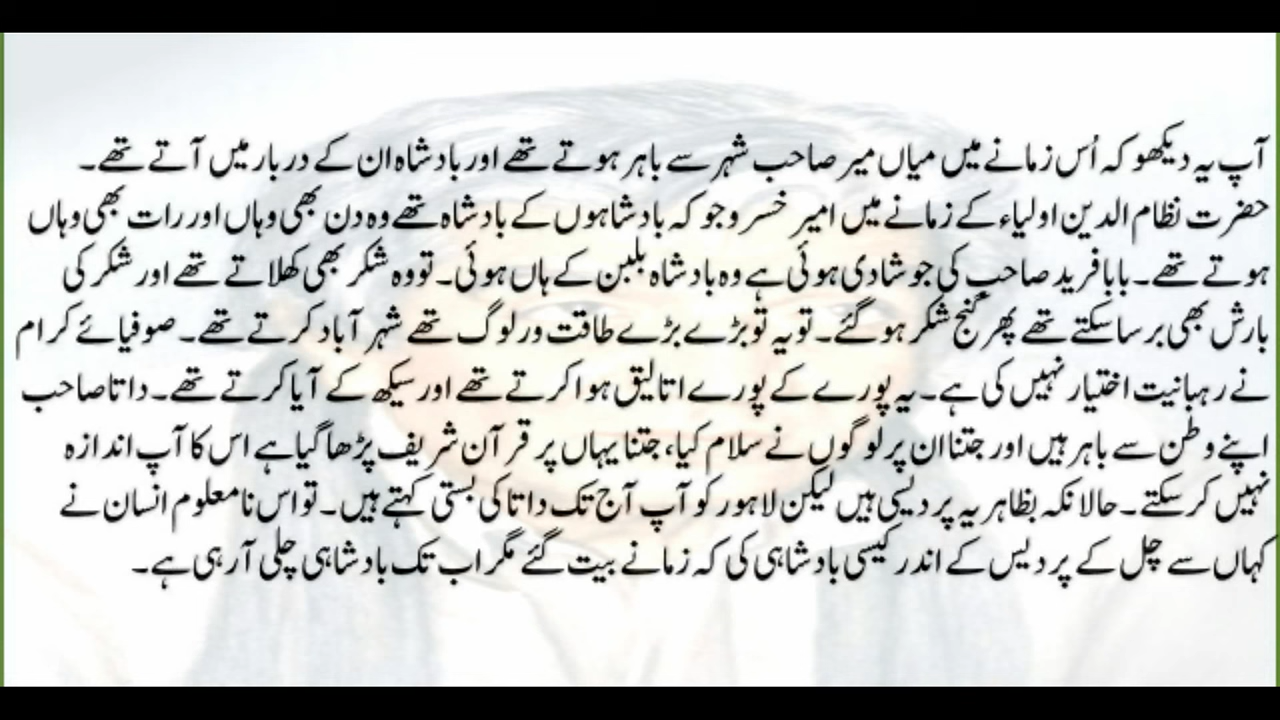 آپ یہ دیکھو کہ اُس زمانے میں میاں میر صاحب شہر سے باہر ہوتے تھے اور بادشاہ ان کے دربار میں آتے تھے۔
حضرت نظام الدین اولیاء کے زمانے میں امیر خسرو جو کہ بادشاہوں کے بادشاہ تھے وہ دن بھی وہاں اور رات بھی وہاں
ہوتے تھے۔ بابا فرید صاحب کی جو شادی ہوئی ہے وہ بادشاہ بلبن کے ہاں ہوئی۔ تو وہ شکر بھی کھلاتے تھے اور شکر کی
بارش بھی برسا سکتے تھے پھر گنج شکر ہو گئے۔ تو یہ تو بڑے بڑے طاقت ور لوگ تھے شہر آباد کرتے تھے۔ صوفیائے کرام
نے رہبانیت اختیار نہیں کی ہے۔ یہ پورے کے پورے اتالیق ہوا کرتے تھے اور سیکھ کے آیا کرتے تھے۔ داتا صاحب
اپنے وطن سے باہر ہیں اور جتنا ان پر لوگوں نے سلام کیا، جتنا یہاں پر قرآن شریف پڑھا گیا ہے اس کا آپ اندازہ
نہیں کر سکتے۔ حالانکہ بظاہر یہ پردیسی ہیں لیکن لاہور کو آپ آج تک داتا کی بستی کہتے ہیں۔ تو اس نامعلوم انسان نے
کہاں سے چل کے پردیس کے اندر کیسی بادشاہی کی کہ زمانے بیت گئے مگر اب تک بادشاہی چلی آ رہی ہے۔